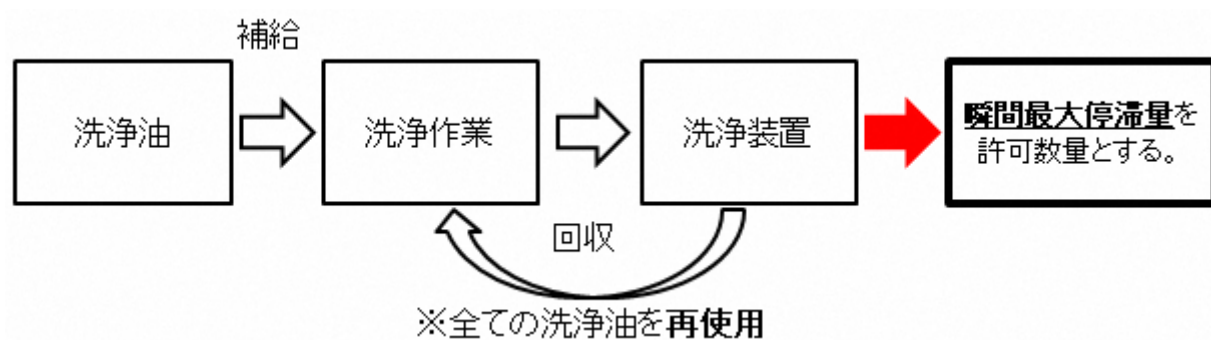 補給
洗浄油
洗浄作業
洗浄装置
瞬間最大停滞量を
許可数量とする。
回収
※全ての洗浄油を再使用